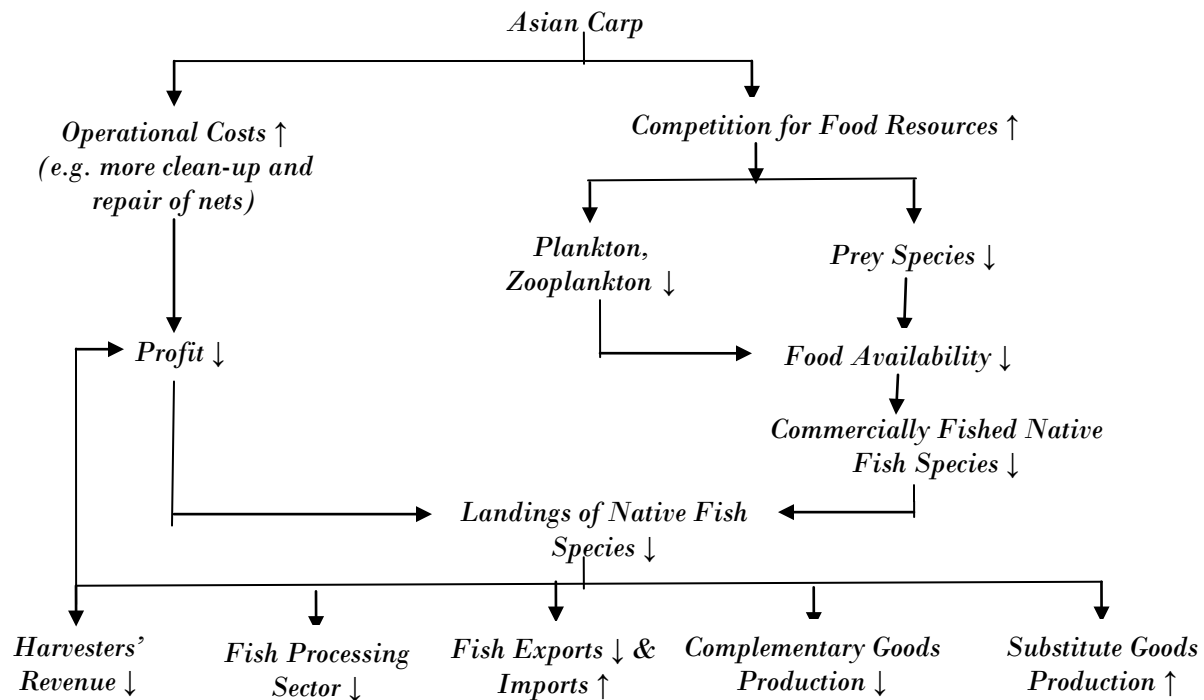 Asian Carp
Operational Costs ↑
(e.g. more clean-up and
repair of nets)
Competition for Food Resources ↑
Plankton,
Zooplankton ↓
Prey Species ↓
Profit ↓
Food Availability ↓
Commercially Fished Native
Fish Species ↓
Landings of Native Fish
Species ↓
Harvesters'
Revenue ↓
Fish Processing
Sector ↓
Fish Exports ↓ &
Imports ↑
Complementary Goods
Production ↓
Substitute Goods
Production ↑